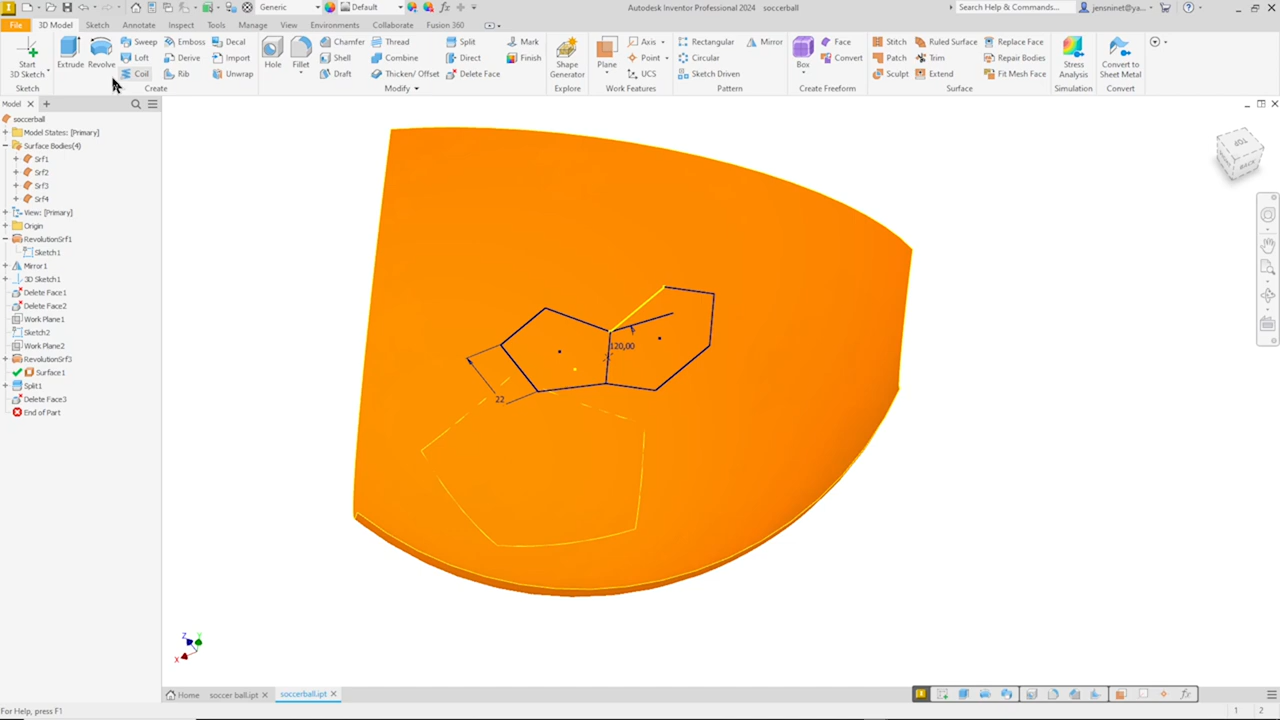 Generic
Default
Autodesk Inventor Professional 2024 soccerball
Search Help & Commands...
jensninet@ya...
File 3D Model Sketch Annotate Inspect Tools Manage View Environments Collaborate Fusion 360
Start
3D Sketch
Extrude Revolve
Sweep Emboss Decal
Loft Derive Import
Coil Rib Unwrap
Hole Fillet
Chamfer Thread Split Mark
Shell Combine Direct Finish
Draft Thicken/ Offset Delete Face
Shape
Generator
Plane
Axis
Point
UCS
Rectangular Mirror
Circular
Sketch Driven
Box
Face
Convert
Stitch Ruled Surface Replace Face
Patch Trim Repair Bodies
Sculpt Extend Fit Mesh Face
Stress
Analysis
Convert to
Sheet Metal
Sketch Create Modify Explore Work Features Pattern Create Freeform Surface Simulation Convert
Model
soccerball
Model States: [Primary]
Surface Bodies(4)
Srf1
Srf2
Srf3
Srf4
View: [Primary]
Origin
RevolutionSrf1
Sketch1
Mirror1
3D Sketch1
Delete Face1
Delete Face2
Work Plane1
Sketch2
Work Plane2
RevolutionSrf3
Surface1
Split1
Delete Face3
End of Part
120,00
22
TOP
BACK
Z
Y
X
Home soccer ball.ipt soccerball.ipt
For Help, press F1
1 2